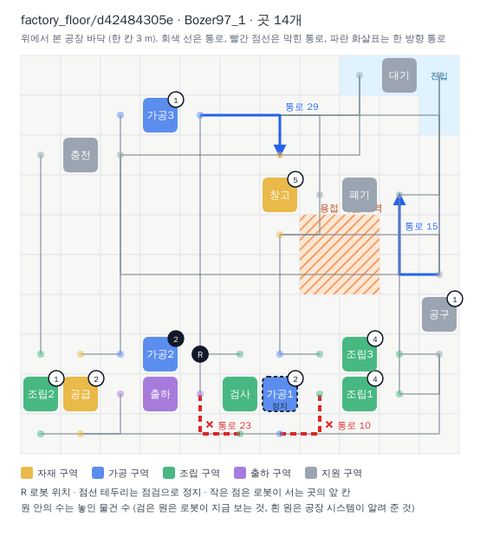 factory_floor/d42484305e · Bozer97_1 · 곳 14개
위에서 본 공장 바닥 (한 칸 3 m). 회색 선은 통로, 빨간 점선은 막힌 통로, 파란 화살표는 한 방향 통로
대기
전립
통로 29
1
가공3
충전
5
창고
폐기
용접
역
통로 15
1
공구
2
가공2
R
4
조립3
1
조립2
2
공급
출하
검사
2
가공1
정지
4
조립1
✕ 통로 23
✕ 통로 10
자재 구역
가공 구역
조립 구역
출하 구역
지원 구역
R 로봇 위치 · 점선 테두리는 점검으로 정지 · 작은 점은 로봇이 서는 곳의 앞 칸
원 안의 수는 놓인 물건 수 (검은 원은 로봇이 지금 보는 것, 흰 원은 공장 시스템이 알려 준 것)